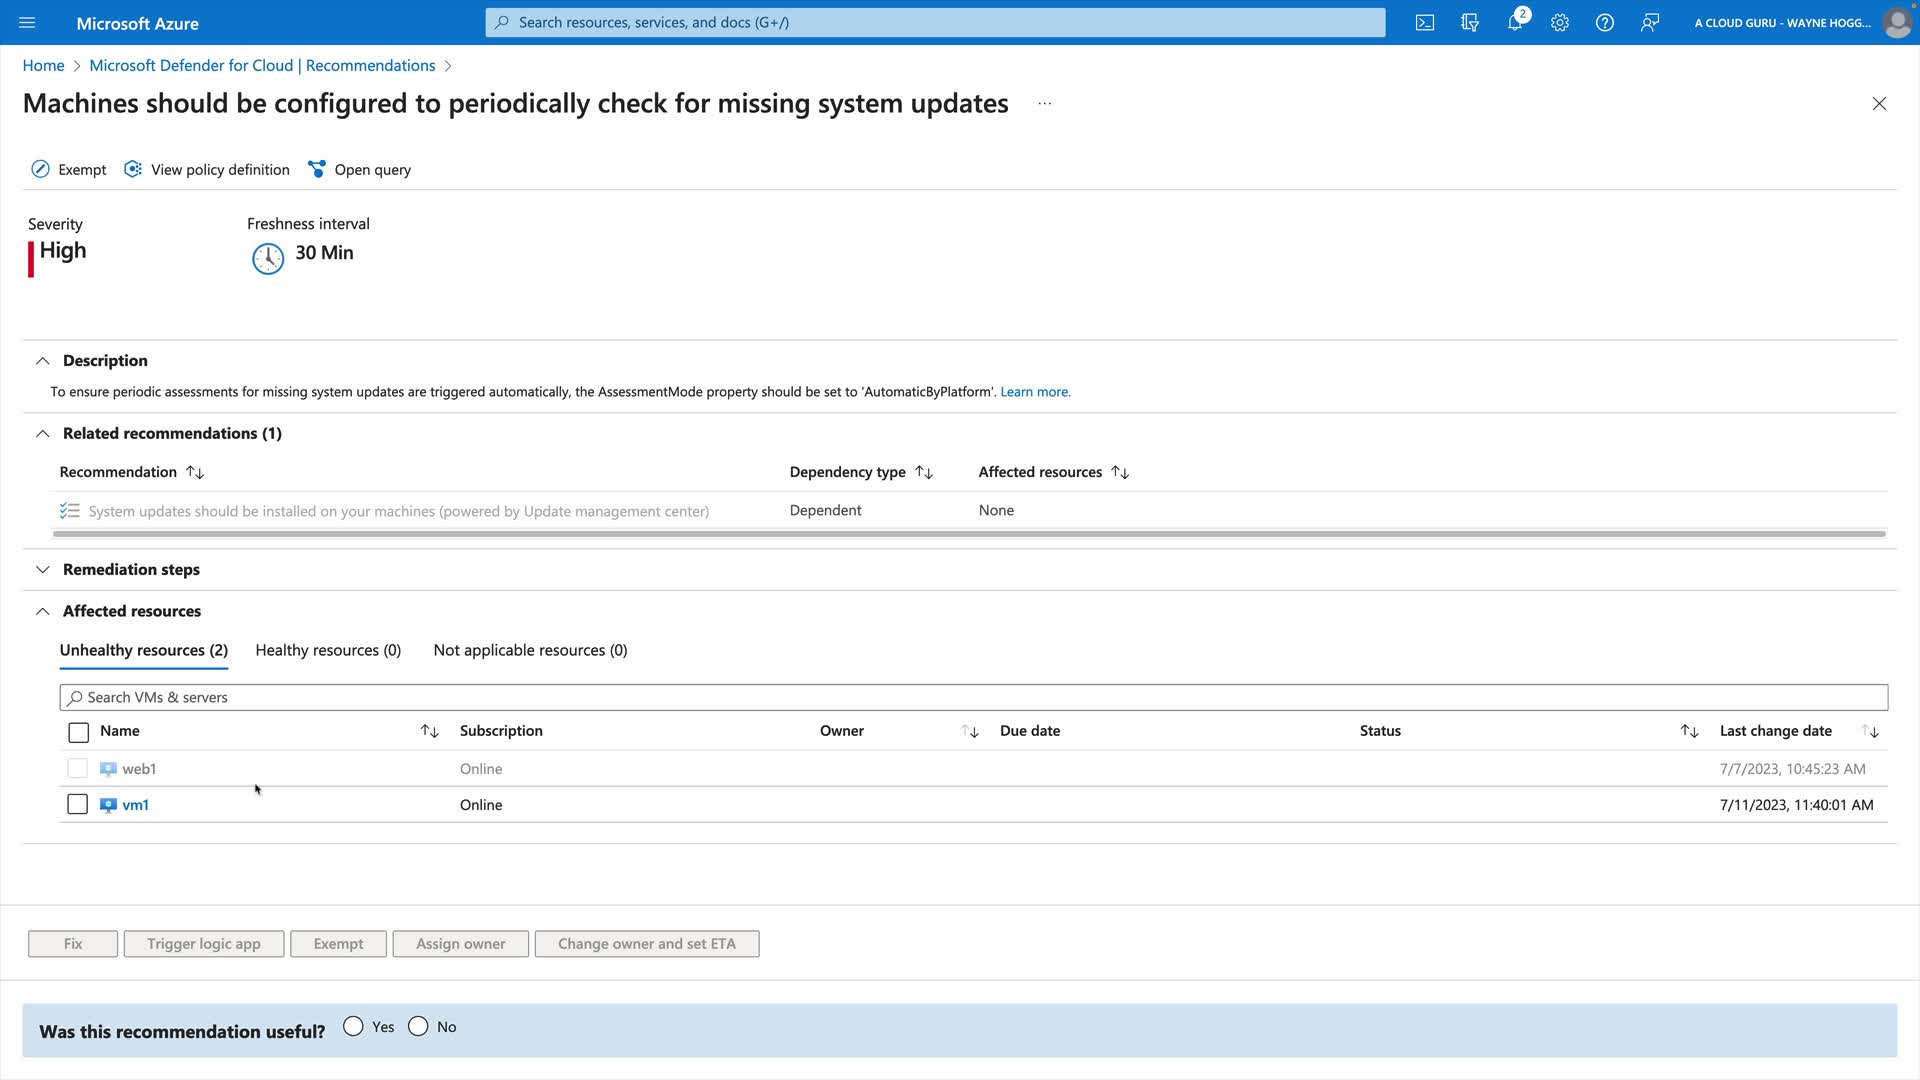 Microsoft Azure
Search resources, services, and docs (G+/)
2
A CLOUD GURU - WAYNE HOGG...
Home > Microsoft Defender for Cloud | Recommendations >
Machines should be configured to periodically check for missing system updates ...
Exempt View policy definition Open query
Severity Freshness interval
High 30 Min
Description
To ensure periodic assessments for missing system updates are triggered automatically, the AssessmentMode property should be set to 'AutomaticByPlatform'. Learn more.
Related recommendations (1)
Recommendation Dependency type Affected resources
System updates should be installed on your machines (powered by Update management center) Dependent None
Remediation steps
Affected resources
Unhealthy resources (2) Healthy resources (0) Not applicable resources (0)
Search VMs & servers
Name Subscription Owner Due date Status Last change date
web1 Online 7/7/2023, 10:45:23 AM
vm1 Online 7/11/2023, 11:40:01 AM
Fix Trigger logic app Exempt Assign owner Change owner and set ETA
Was this recommendation useful? Yes No